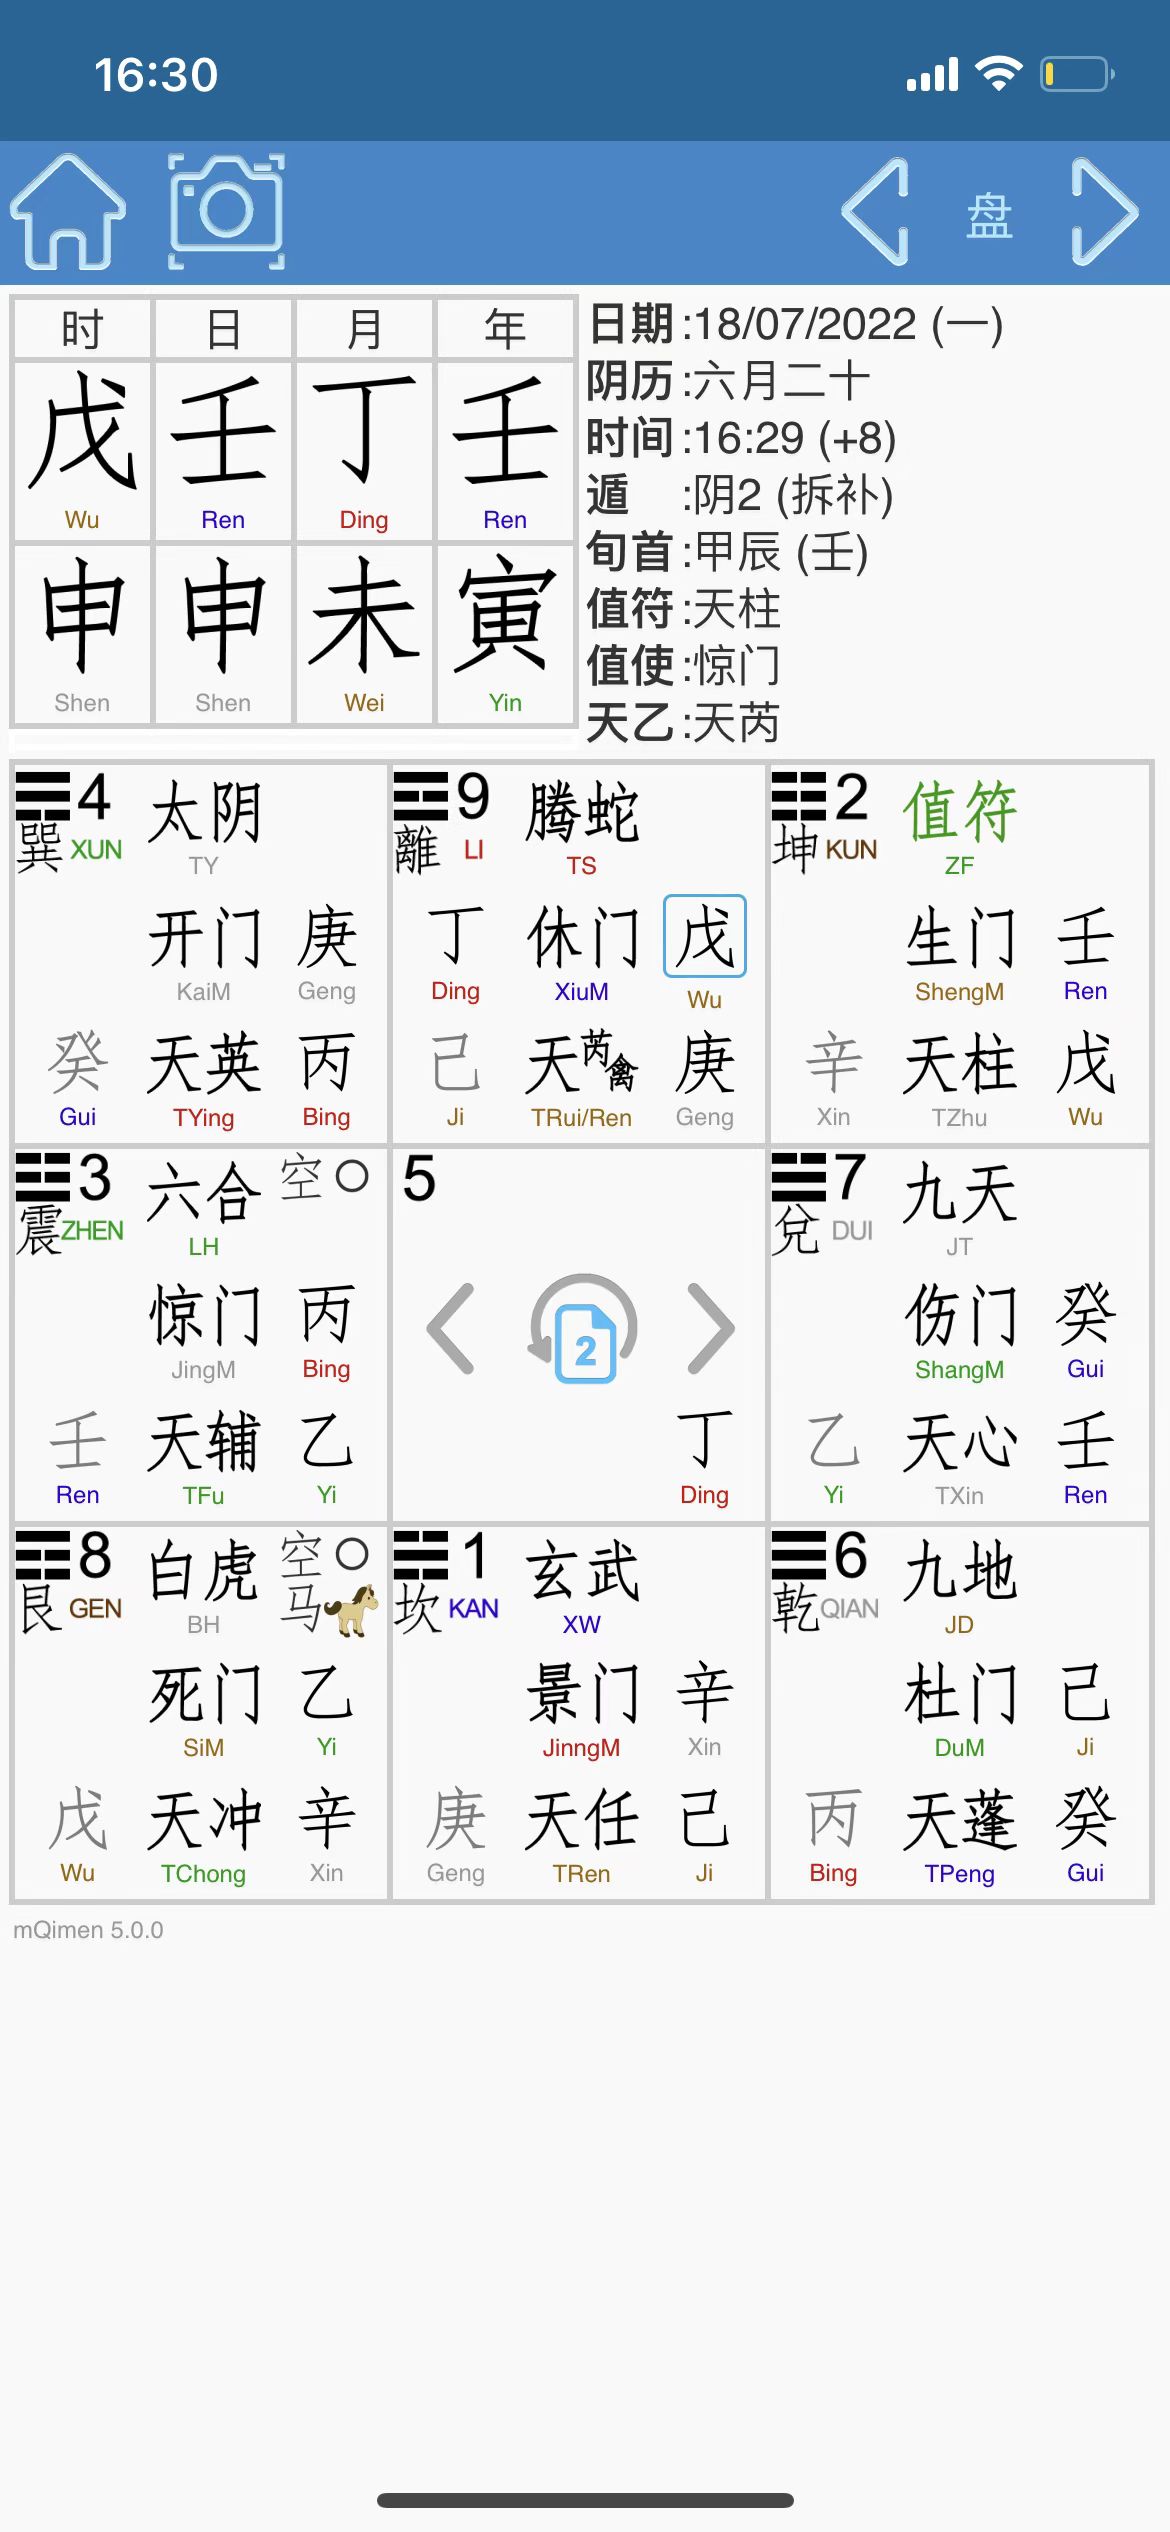 16:30
盘
时 日 月 年
戊 壬 丁 壬
Wu Ren Ding Ren
申 申 未 寅
Shen Shen Wei Yin
日期:18/07/2022 (一)
阴历:六月二十
时间:16:29 (+8)
遁 :阴2 (拆补)
旬首:甲辰 (壬)
值符:天柱
值使:惊门
天乙:天芮
4 太阴
巽 XUN TY
开门 庚
KaiM Geng
癸 天英 丙
Gui TYing Bing
9 腾蛇
離 LI TS
丁 休门 戊
Ding XiuM Wu
己 天芮禽 庚
Ji TRui/Ren Geng
2 值符
坤 KUN ZF
生门 壬
ShengM Ren
辛 天柱 戊
Xin TZhu Wu
3 六合 空
震 ZHEN LH
惊门 丙
JingM Bing
壬 天辅 乙
Ren TFu Yi
5
2
丁
Ding
7 九天
兌 DUI JT
伤门 癸
ShangM Gui
乙 天心 壬
Yi TXin Ren
8 白虎 空
艮 GEN BH 马
死门 乙
SiM Yi
戊 天冲 辛
Wu TChong Xin
1 玄武
坎 KAN XW
景门 辛
JinngM Xin
庚 天任 己
Geng TRen Ji
6 九地
乾 QIAN JD
杜门 己
DuM Ji
丙 天蓬 癸
Bing TPeng Gui
mQimen 5.0.0